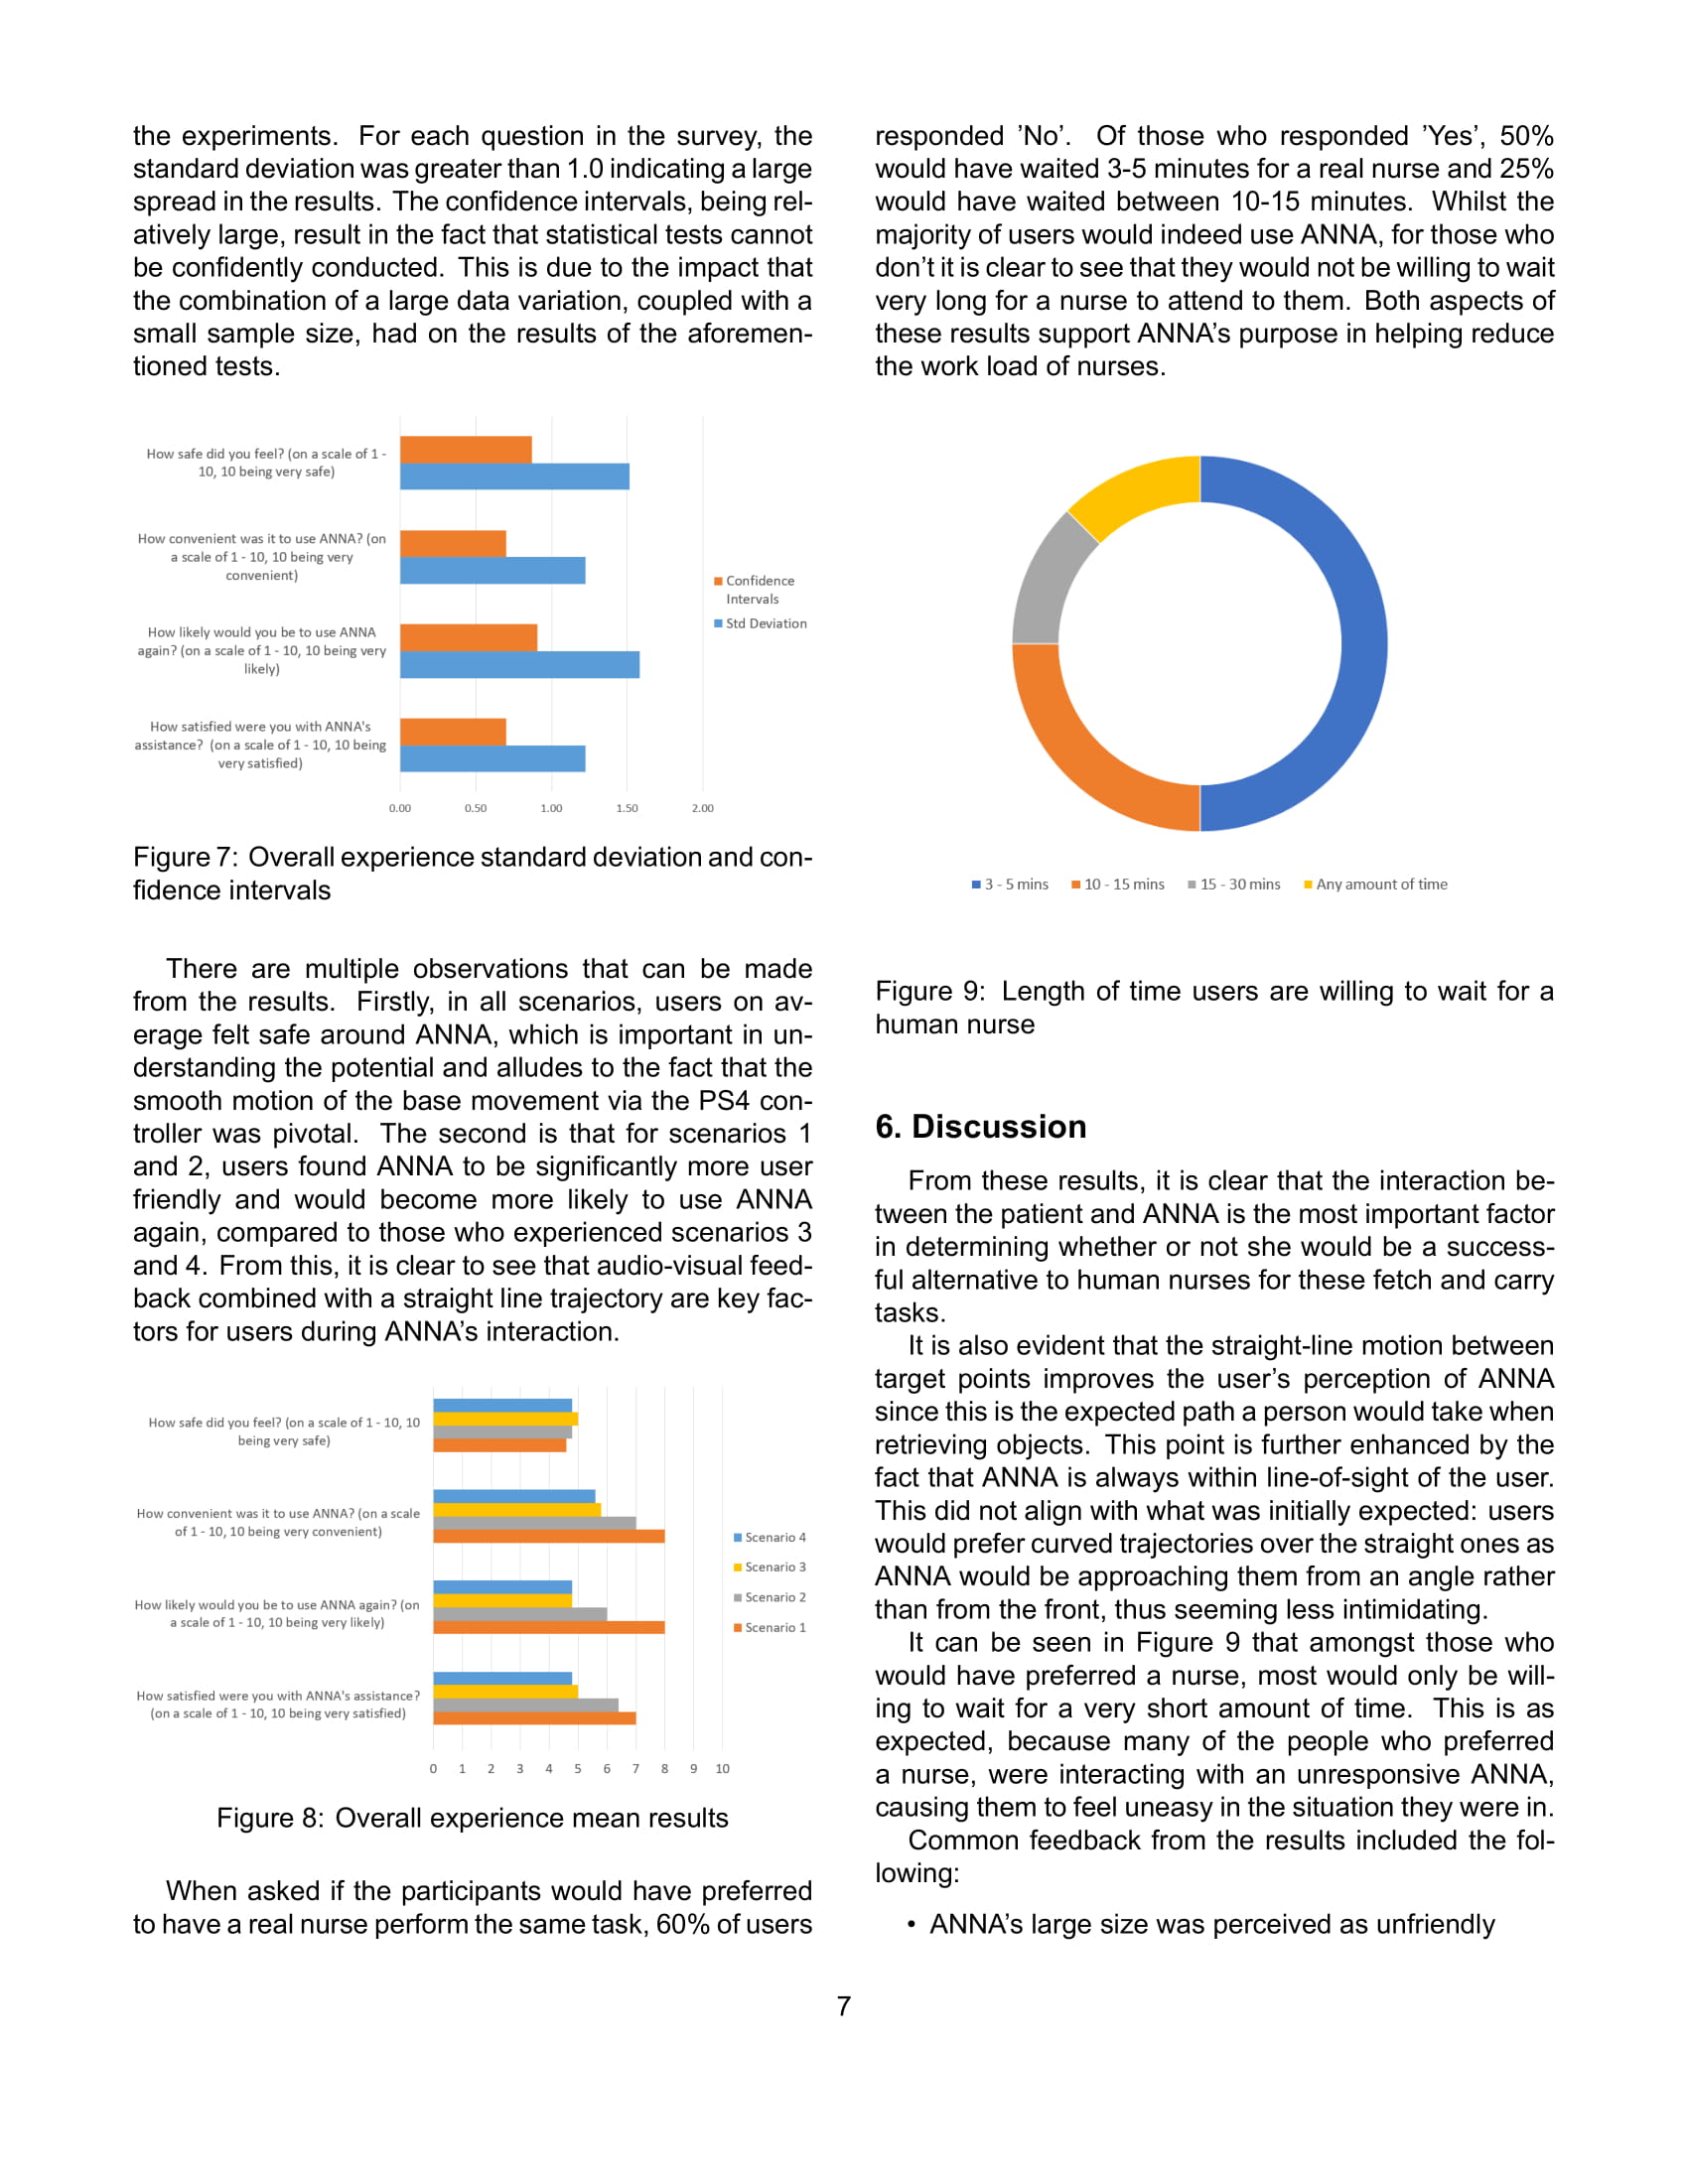 the experiments. For each question in the survey, the
standard deviation was greater than 1.0 indicating a large
spread in the results. The confidence intervals, being rel-
atively large, result in the fact that statistical tests cannot
be confidently conducted. This is due to the impact that
the combination of a large data variation, coupled with a
small sample size, had on the results of the aforemen-
tioned tests.
How safe did you feel? (on a scale of 1 -
10, 10 being very safe)
How convenient was it to use ANNA? (on
a scale of 1 - 10, 10 being very
convenient)
How likely would you be to use ANNA
again? (on a scale of 1 - 10, 10 being very
likely)
How satisfied were you with ANNA's
assistance? (on a scale of 1 - 10, 10 being
very satisfied)
Confidence
Intervals
Std Deviation
0.00 0.50 1.00 1.50 2.00
Figure 7: Overall experience standard deviation and con-
fidence intervals
There are multiple observations that can be made
from the results. Firstly, in all scenarios, users on av-
erage felt safe around ANNA, which is important in un-
derstanding the potential and alludes to the fact that the
smooth motion of the base movement via the PS4 con-
troller was pivotal. The second is that for scenarios 1
and 2, users found ANNA to be significantly more user
friendly and would become more likely to use ANNA
again, compared to those who experienced scenarios 3
and 4. From this, it is clear to see that audio-visual feed-
back combined with a straight line trajectory are key fac-
tors for users during ANNA's interaction.
How safe did you feel? (on a scale of 1 - 10, 10
being very safe)
How convenient was it to use ANNA? (on a scale
of 1 - 10, 10 being very convenient)
How likely would you be to use ANNA again? (on
a scale of 1 - 10, 10 being very likely)
How satisfied were you with ANNA's assistance?
(on a scale of 1 - 10, 10 being very satisfied)
Scenario 4
Scenario 3
Scenario 2
Scenario 1
0 1 2 3 4 5 6 7 8 9 10
Figure 8: Overall experience mean results
When asked if the participants would have preferred
to have a real nurse perform the same task, 60% of users
responded 'No'. Of those who responded 'Yes', 50%
would have waited 3-5 minutes for a real nurse and 25%
would have waited between 10-15 minutes. Whilst the
majority of users would indeed use ANNA, for those who
don't it is clear to see that they would not be willing to wait
very long for a nurse to attend to them. Both aspects of
these results support ANNA's purpose in helping reduce
the work load of nurses.
3 - 5 mins 10 - 15 mins 15 - 30 mins Any amount of time
Figure 9: Length of time users are willing to wait for a
human nurse
6. Discussion
From these results, it is clear that the interaction be-
tween the patient and ANNA is the most important factor
in determining whether or not she would be a success-
ful alternative to human nurses for these fetch and carry
tasks.
It is also evident that the straight-line motion between
target points improves the user's perception of ANNA
since this is the expected path a person would take when
retrieving objects. This point is further enhanced by the
fact that ANNA is always within line-of-sight of the user.
This did not align with what was initially expected: users
would prefer curved trajectories over the straight ones as
ANNA would be approaching them from an angle rather
than from the front, thus seeming less intimidating.
It can be seen in Figure 9 that amongst those who
would have preferred a nurse, most would only be will-
ing to wait for a very short amount of time. This is as
expected, because many of the people who preferred
a nurse, were interacting with an unresponsive ANNA,
causing them to feel uneasy in the situation they were in.
Common feedback from the results included the fol-
lowing:
• ANNA's large size was perceived as unfriendly
7